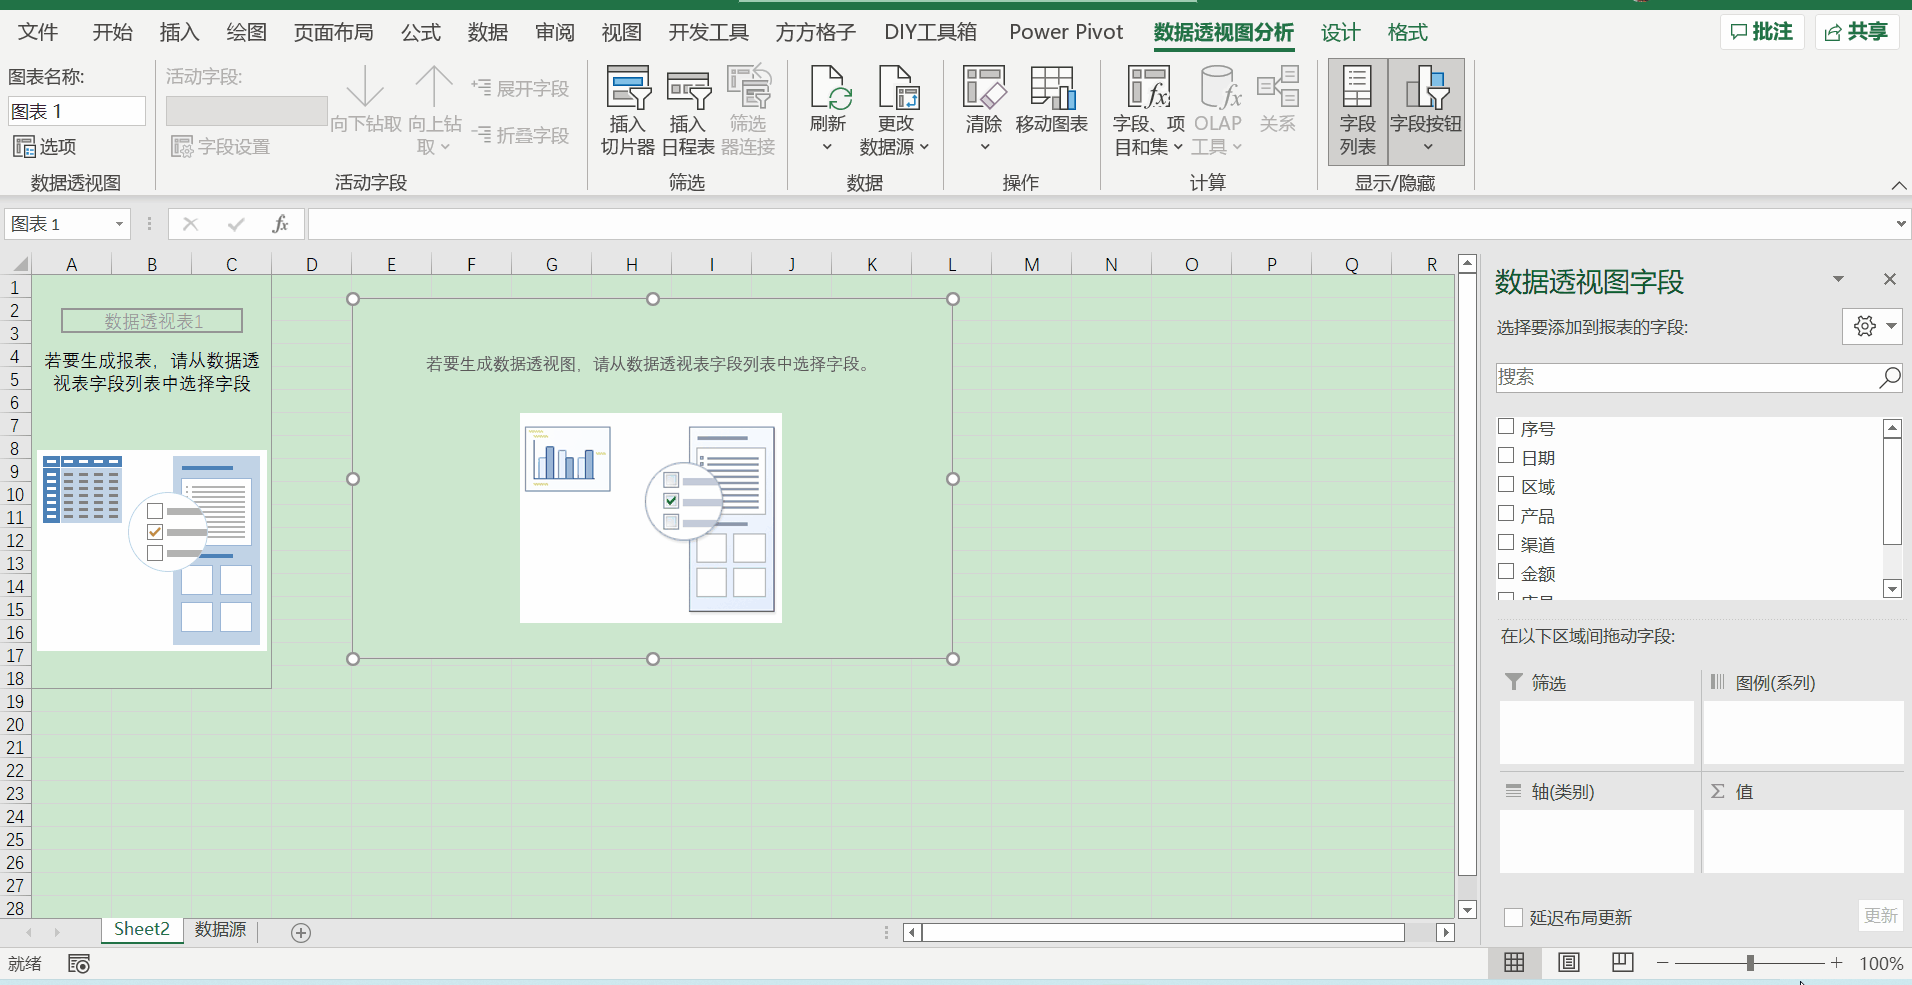 文件 开始 插入 绘图 页面布局 公式 数据 审阅 视图 开发工具 方方格子 DIY工具箱 Power Pivot 数据透视图分析 设计 格式 批注 共享
图表名称:
图表 1
选项
数据透视图
活动字段:
字段设置
向下钻取 向上钻取
展开字段
折叠字段
活动字段
插入
切片器
插入
日程表
筛选
器连接
筛选
刷新
更改
数据源
数据
清除 移动图表
操作
字段、项
目和集
OLAP
工具
关系
计算
字段
列表
字段按钮
显示/隐藏
图表 1
fx
A B C D E F G H I J K L M N O P Q R
1
2
3
4
5
6
7
8
9
10
11
12
13
14
15
16
17
18
19
20
21
22
23
24
25
26
27
28
数据透视表1
若要生成报表，请从数据透
视表字段列表中选择字段
若要生成数据透视图，请从数据透视表字段列表中选择字段。
数据透视图字段
选择要添加到报表的字段:
搜索
序号
日期
区域
产品
渠道
金额
在以下区域间拖动字段:
筛选
图例(系列)
轴(类别)
Σ 值
延迟布局更新
更新
Sheet2 数据源
就绪
100%